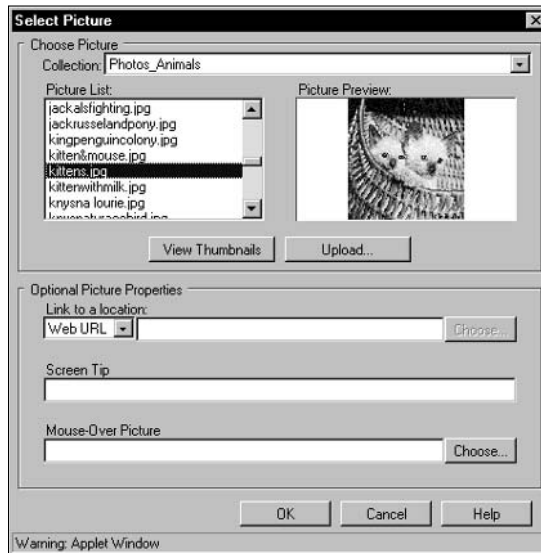 Select Picture
Choose Picture
Collection: Photos_Animals
Picture List:
jackalsfighting.jpg
jackrusselandpony.jpg
kingpenguincolony.jpg
kitten&mouse.jpg
kittens.jpg
kittenwithmilk.jpg
knysna lourie.jpg
Picture Preview:
View Thumbnails
Upload...
Optional Picture Properties
Link to a location:
Web URL
Choose...
Screen Tip
Mouse-Over Picture
Choose...
OK
Cancel
Help
Warning: Applet Window